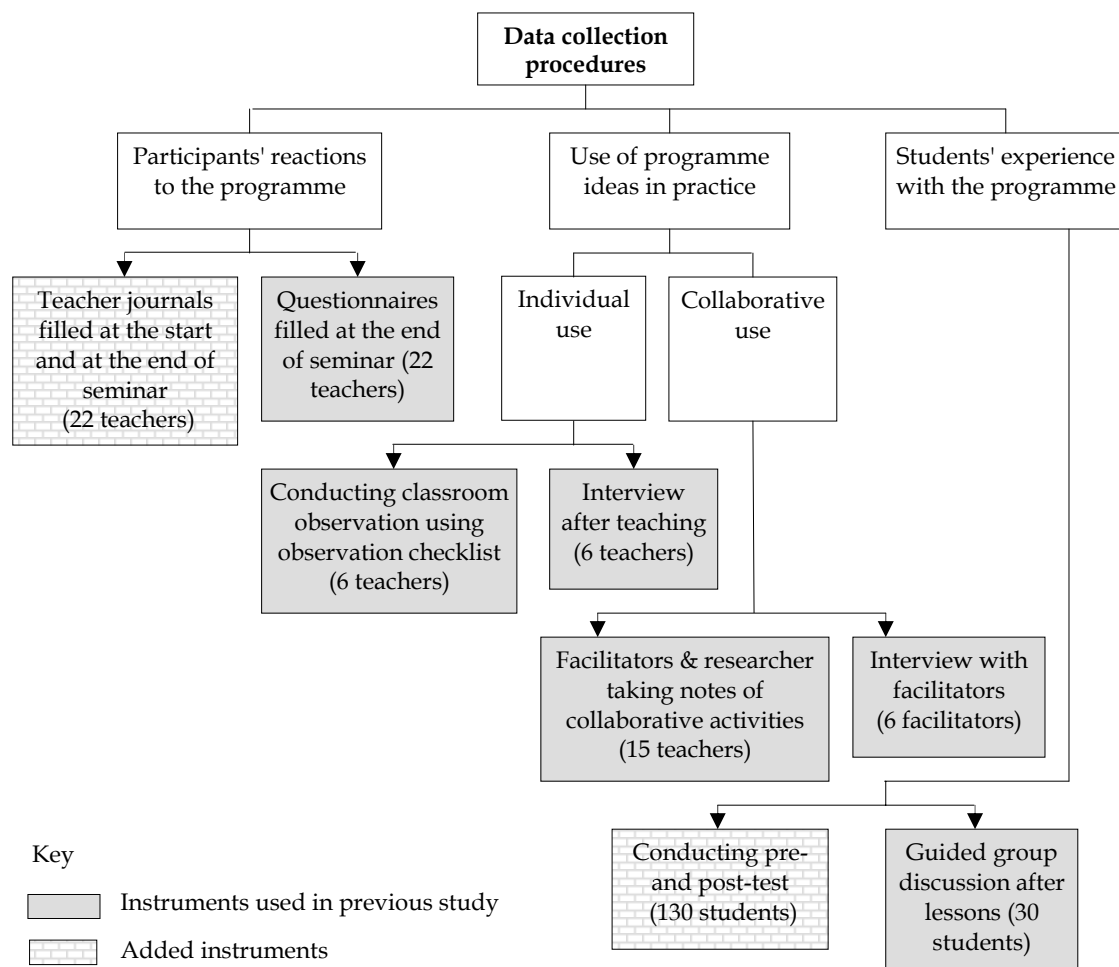 Data collection
procedures
Participants' reactions
to the programme
Use of programme
ideas in practice
Students' experience
with the programme
Teacher journals
filled at the start
and at the end of
seminar
(22 teachers)
Questionnaires
filled at the end
of seminar (22
teachers)
Individual
use
Collaborative
use
Conducting classroom
observation using
observation checklist
(6 teachers)
Interview
after teaching
(6 teachers)
Facilitators & researcher
taking notes of
collaborative activities
(15 teachers)
Interview with
facilitators
(6 facilitators)
Conducting pre-
and post-test
(130 students)
Guided group
discussion after
lessons (30
students)
Key
Instruments used in previous study
Added instruments